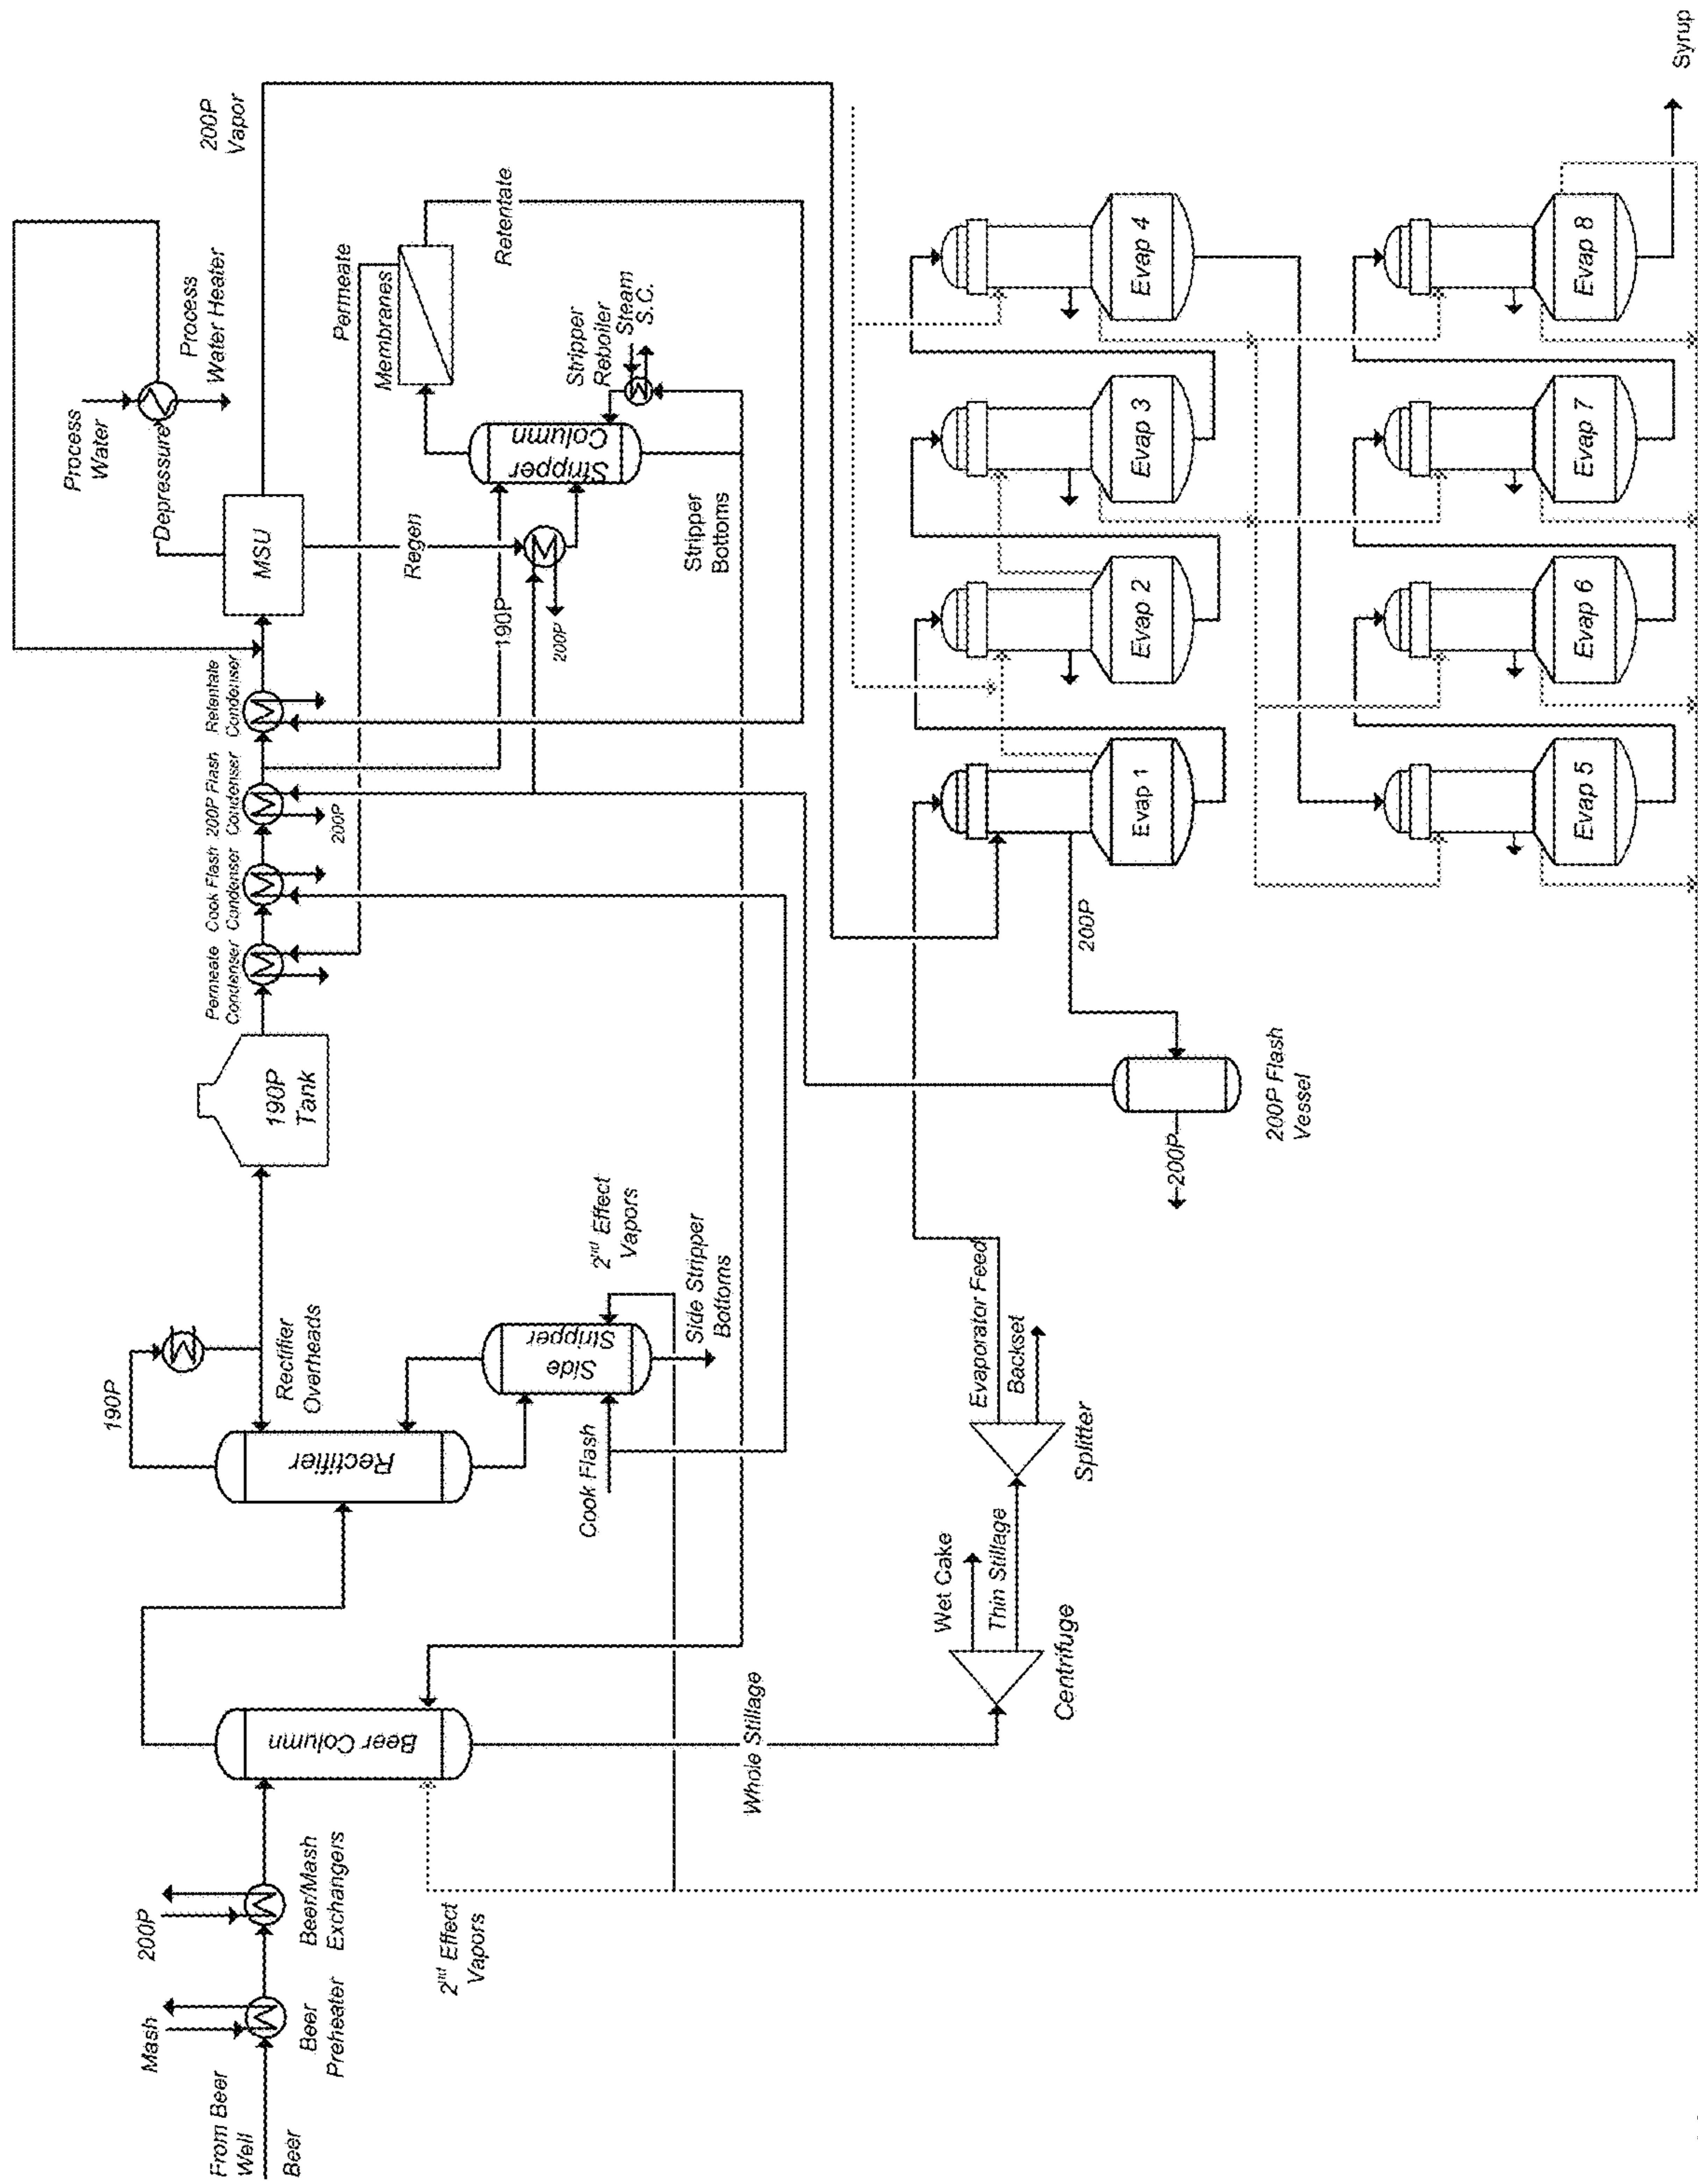 From Beer
Well
Beer
Mash
Beer
Preheater
200P
Beer/Mash
Exchangers
2nd Effect
Vapors
Beer Column
Whole Stillage
190P
Rectifier
Rectifier
Overheads
Cook Flash
Side
Stripper
2nd Effect
Vapors
Side Stripper
Bottoms
190P
Tank
Permeate
Condenser
Cook Flash
Condenser
200P Flash
Condenser
200P
Retentate
Condenser
MSU
Depressure
Process
Water
Process
Water Heater
200P
Vapor
Regen
190P
200P
Permeate
Membranes
Retentate
Stripper
Column
Stripper
Reboiler
Steam
S.C.
Stripper
Bottoms
Centrifuge
Wet Cake
Thin Stillage
Splitter
Evaporator Feed
Backset
200P
200P Flash
Vessel
200P
Evap 1
Evap 2
Evap 3
Evap 4
Evap 5
Evap 6
Evap 7
Evap 8
Syrup